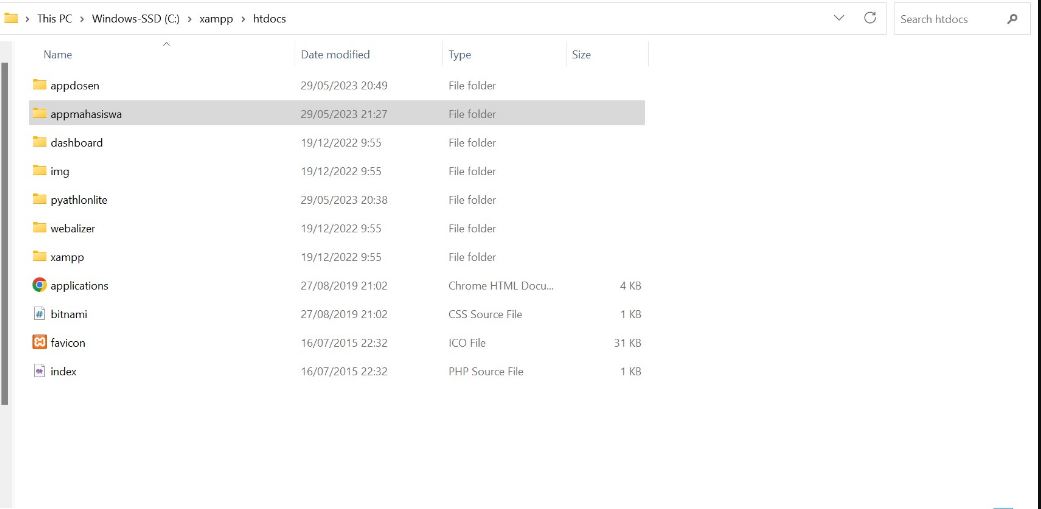 This PC > Windows-SSD (C:) > xampp > htdocs Search htdocs
Name Date modified Type Size
appdosen 29/05/2023 20:49 File folder
appmahasiswa 29/05/2023 21:27 File folder
dashboard 19/12/2022 9:55 File folder
img 19/12/2022 9:55 File folder
pyathlonlite 29/05/2023 20:38 File folder
webalizer 19/12/2022 9:55 File folder
xampp 19/12/2022 9:55 File folder
applications 27/08/2019 21:02 Chrome HTML Docu... 4 KB
bitnami 27/08/2019 21:02 CSS Source File 1 KB
favicon 16/07/2015 22:32 ICO File 31 KB
index 16/07/2015 22:32 PHP Source File 1 KB